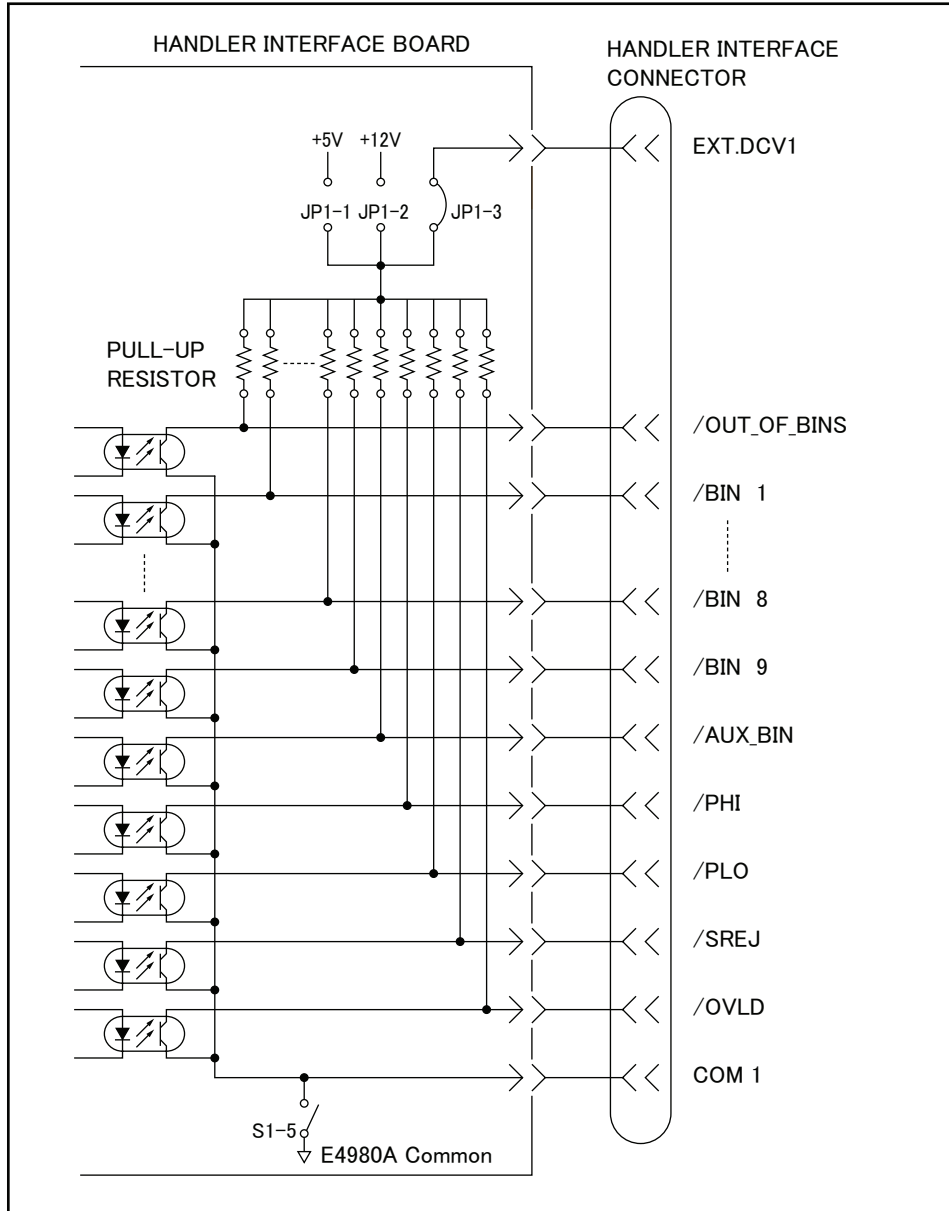 HANDLER INTERFACE BOARD
HANDLER INTERFACE
CONNECTOR
+5V +12V
EXT.DCV1
JP1-1 JP1-2 JP1-3
PULL-UP
RESISTOR
/OUT_OF_BINS
/BIN 1
/BIN 8
/BIN 9
/AUX_BIN
/PHI
/PLO
/SREJ
/OVLD
COM 1
S1-5
E4980A Common